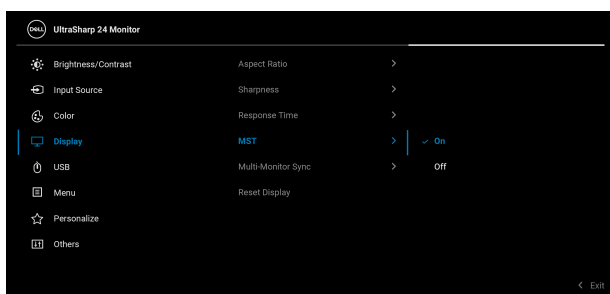 DELL UltraSharp 24 Monitor
Brightness/Contrast Aspect Ratio
Input Source Sharpness
Color Response Time
Display MST On
USB Multi-Monitor Sync Off
Menu Reset Display
Personalize
Others
Exit